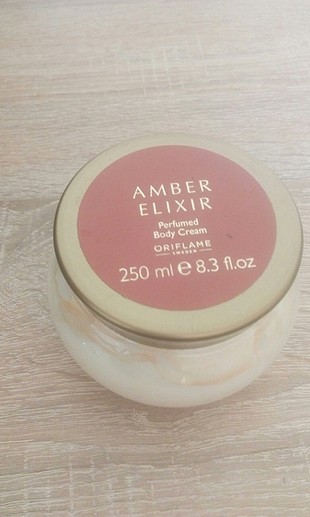 AMBER
ELIXIR
Perfumed
Body Cream
ORIFLAME
SWEDEN
250 ml e 8.3 fl.oz